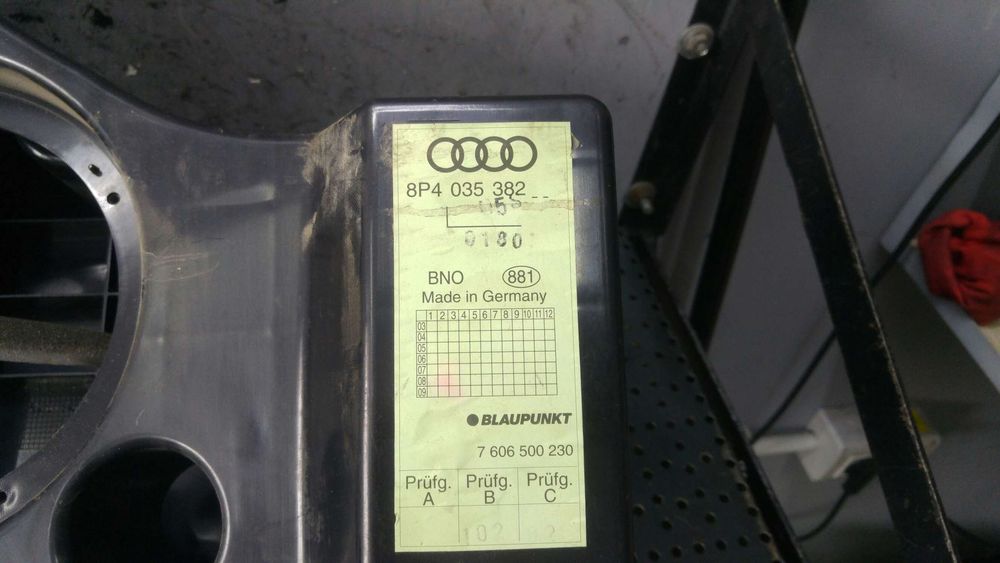 8P4 035 382 _ _
0180
BNO 881
Made in Germany
1 2 3 4 5 6 7 8 9 10 11 12
03
04
05
06
07
08
09
BLAUPUNKT
7 606 500 230
Prüfg. Prüfg. Prüfg.
A B C
102